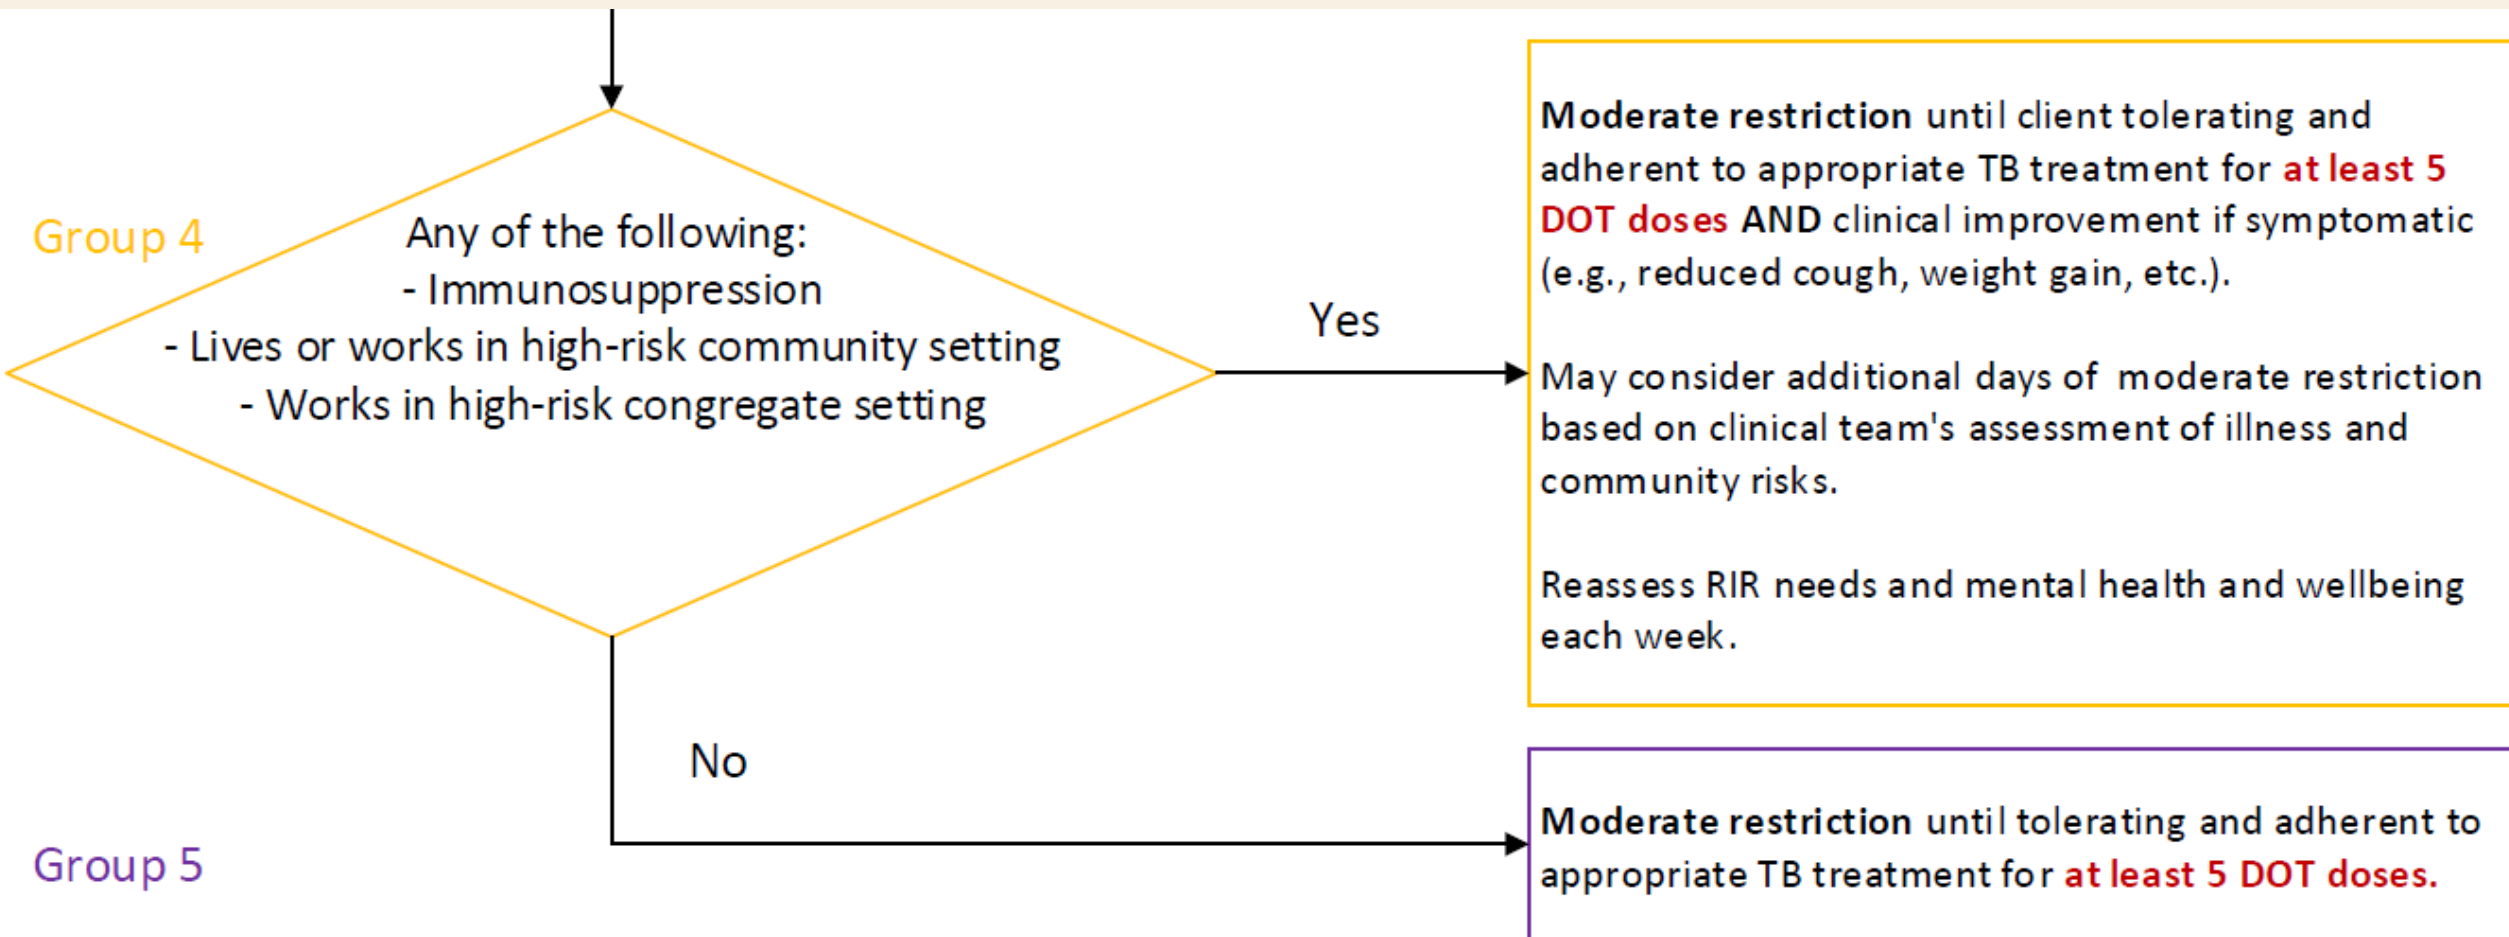 Group 4
Any of the following:
- Immunosuppression
- Lives or works in high-risk community setting
- Works in high-risk congregate setting
Yes
Moderate restriction until client tolerating and
adherent to appropriate TB treatment for at least 5
DOT doses AND clinical improvement if symptomatic
(e.g., reduced cough, weight gain, etc.).
May consider additional days of moderate restriction
based on clinical team's assessment of illness and
community risks.
Reassess RIR needs and mental health and wellbeing
each week.
No
Group 5
Moderate restriction until tolerating and adherent to
appropriate TB treatment for at least 5 DOT doses.